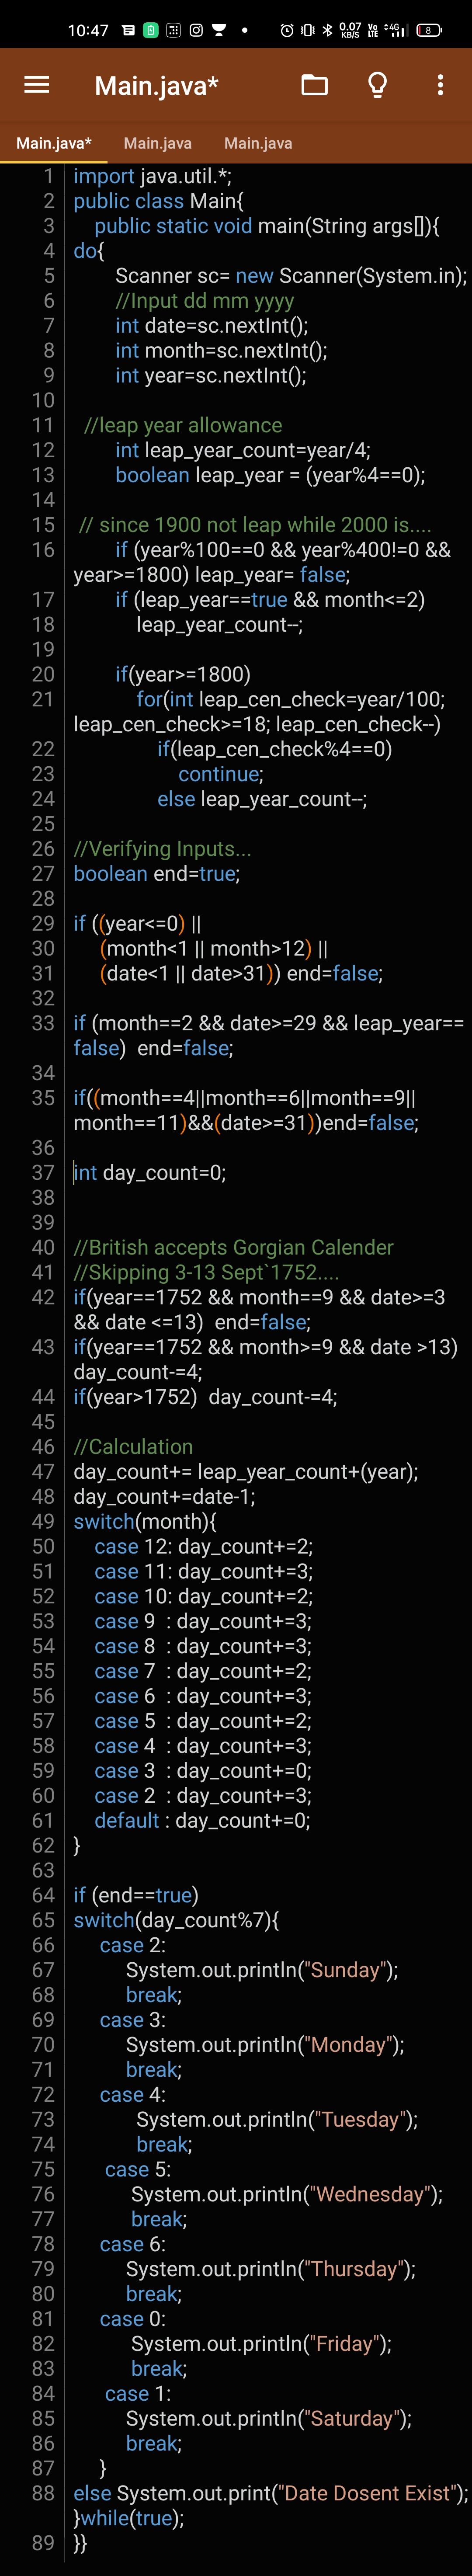 10:47
0.07 KB/S
Vo LTE
4G
8
Main.java*
Main.java*
Main.java
Main.java
1 import java.util.*;
2 public class Main{
3 public static void main(String args[]){
4 do{
5 Scanner sc= new Scanner(System.in);
6 //Input dd mm yyyy
7 int date=sc.nextInt();
8 int month=sc.nextInt();
9 int year=sc.nextInt();
10
11 //leap year allowance
12 int leap_year_count=year/4;
13 boolean leap_year = (year%4==0);
14
15 // since 1900 not leap while 2000 is....
16 if (year%100==0 && year%400!=0 &&
year>=1800) leap_year= false;
17 if (leap_year==true && month<=2)
18 leap_year_count--;
19
20 if(year>=1800)
21 for(int leap_cen_check=year/100;
leap_cen_check>=18; leap_cen_check--)
22 if(leap_cen_check%4==0)
23 continue;
24 else leap_year_count--;
25
26 //Verifying Inputs...
27 boolean end=true;
28
29 if ((year<=0) ||
30 (month<1 || month>12) ||
31 (date<1 || date>31)) end=false;
32
33 if (month==2 && date>=29 && leap_year==
false) end=false;
34
35 if((month==4||month==6||month==9||
month==11)&&(date>=31))end=false;
36
37 int day_count=0;
38
39
40 //British accepts Gorgian Calender
41 //Skipping 3-13 Sept`1752....
42 if(year==1752 && month==9 && date>=3
&& date <=13) end=false;
43 if(year==1752 && month>=9 && date >13)
day_count-=4;
44 if(year>1752) day_count-=4;
45
46 //Calculation
47 day_count+= leap_year_count+(year);
48 day_count+=date-1;
49 switch(month){
50 case 12: day_count+=2;
51 case 11: day_count+=3;
52 case 10: day_count+=2;
53 case 9 : day_count+=3;
54 case 8 : day_count+=3;
55 case 7 : day_count+=2;
56 case 6 : day_count+=3;
57 case 5 : day_count+=2;
58 case 4 : day_count+=3;
59 case 3 : day_count+=0;
60 case 2 : day_count+=3;
61 default : day_count+=0;
62 }
63
64 if (end==true)
65 switch(day_count%7){
66 case 2:
67 System.out.println("Sunday");
68 break;
69 case 3:
70 System.out.println("Monday");
71 break;
72 case 4:
73 System.out.println("Tuesday");
74 break;
75 case 5:
76 System.out.println("Wednesday");
77 break;
78 case 6:
79 System.out.println("Thursday");
80 break;
81 case 0:
82 System.out.println("Friday");
83 break;
84 case 1:
85 System.out.println("Saturday");
86 break;
87 }
88 else System.out.print("Date Dosent Exist");
}while(true);
89 }}